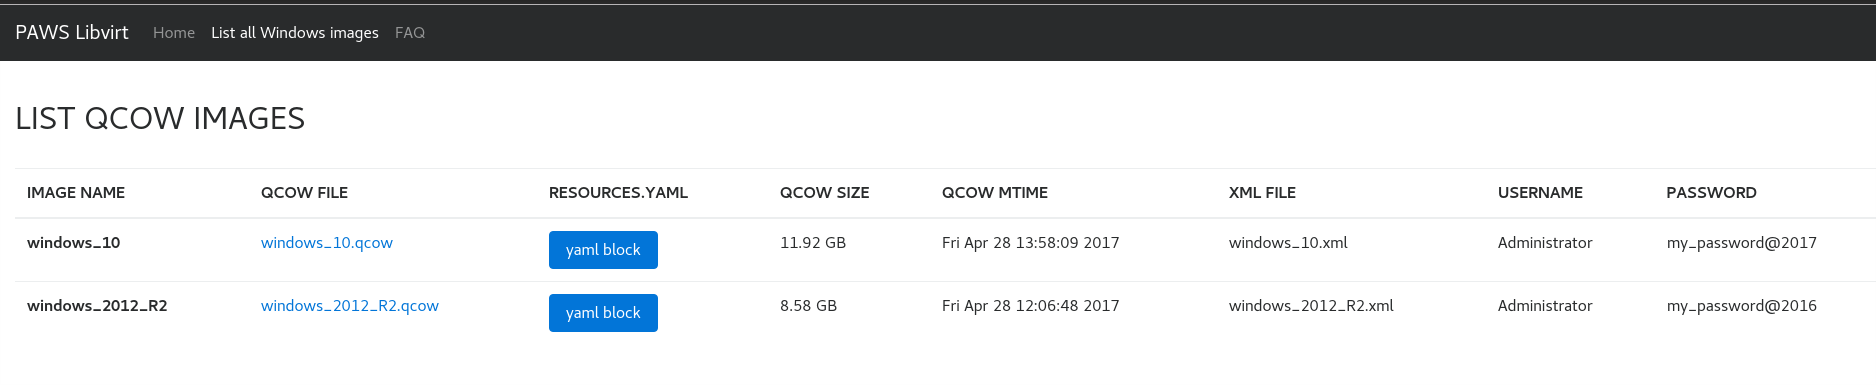 PAWS Libvirt Home List all Windows images FAQ
LIST QCOW IMAGES
IMAGE NAME QCOW FILE RESOURCES.YAML QCOW SIZE QCOW MTIME XML FILE USERNAME PASSWORD
windows_10 windows_10.qcow yaml block 11.92 GB Fri Apr 28 13:58:09 2017 windows_10.xml Administrator my_password@2017
windows_2012_R2 windows_2012_R2.qcow yaml block 8.58 GB Fri Apr 28 12:06:48 2017 windows_2012_R2.xml Administrator my_password@2016